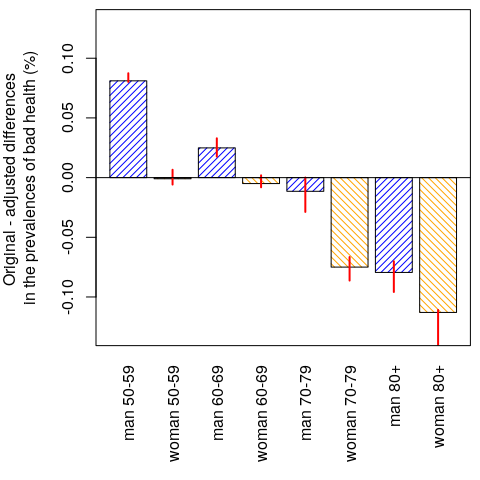 Original - adjusted differences
in the prevalences of bad health (%)
0.10
0.05
0.00
-0.05
-0.10
man 50-59
woman 50-59
man 60-69
woman 60-69
man 70-79
woman 70-79
man 80+
woman 80+